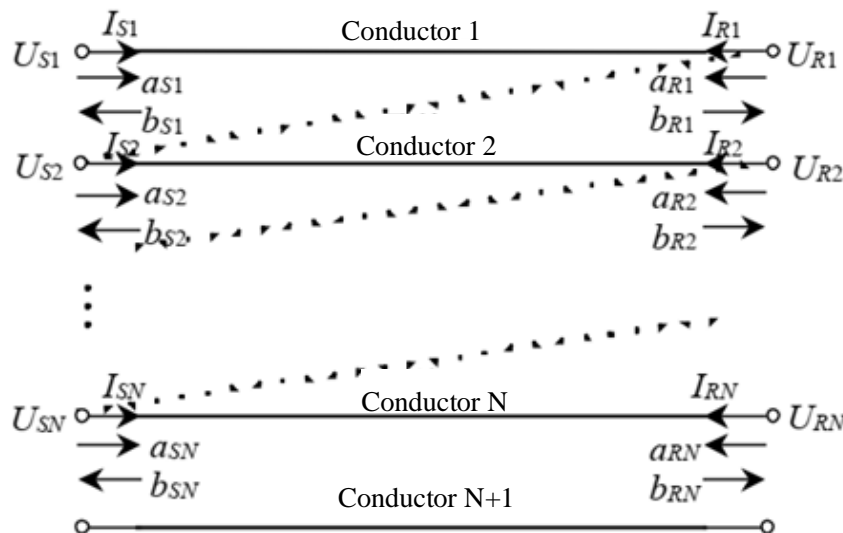 I_S1 Conductor 1 I_R1
U_S1 U_R1
a_S1 a_R1
b_S1 b_R1
I_S2 Conductor 2 I_R2
U_S2 U_R2
a_S2 a_R2
b_S2 b_R2
I_SN Conductor N I_RN
U_SN U_RN
a_SN a_RN
b_SN b_RN
Conductor N+1